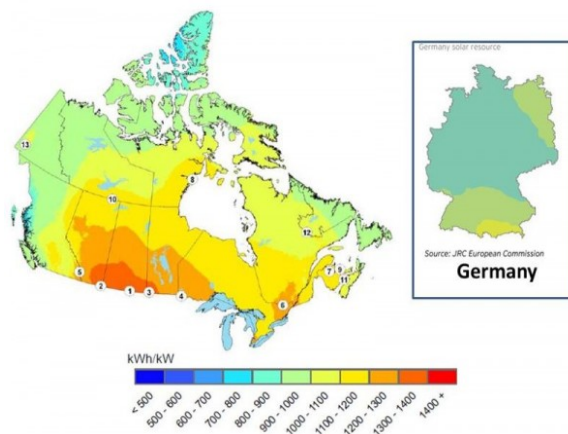 Germany solar resource
13
8
10
12
5
2
1
3
4
6
7
9
11
Source: JRC European Commission
Germany
kWh/kW
< 500
500 - 600
600 - 700
700 - 800
800 - 900
900 - 1000
1000 - 1100
1100 - 1200
1200 - 1300
1300 - 1400
1400 +